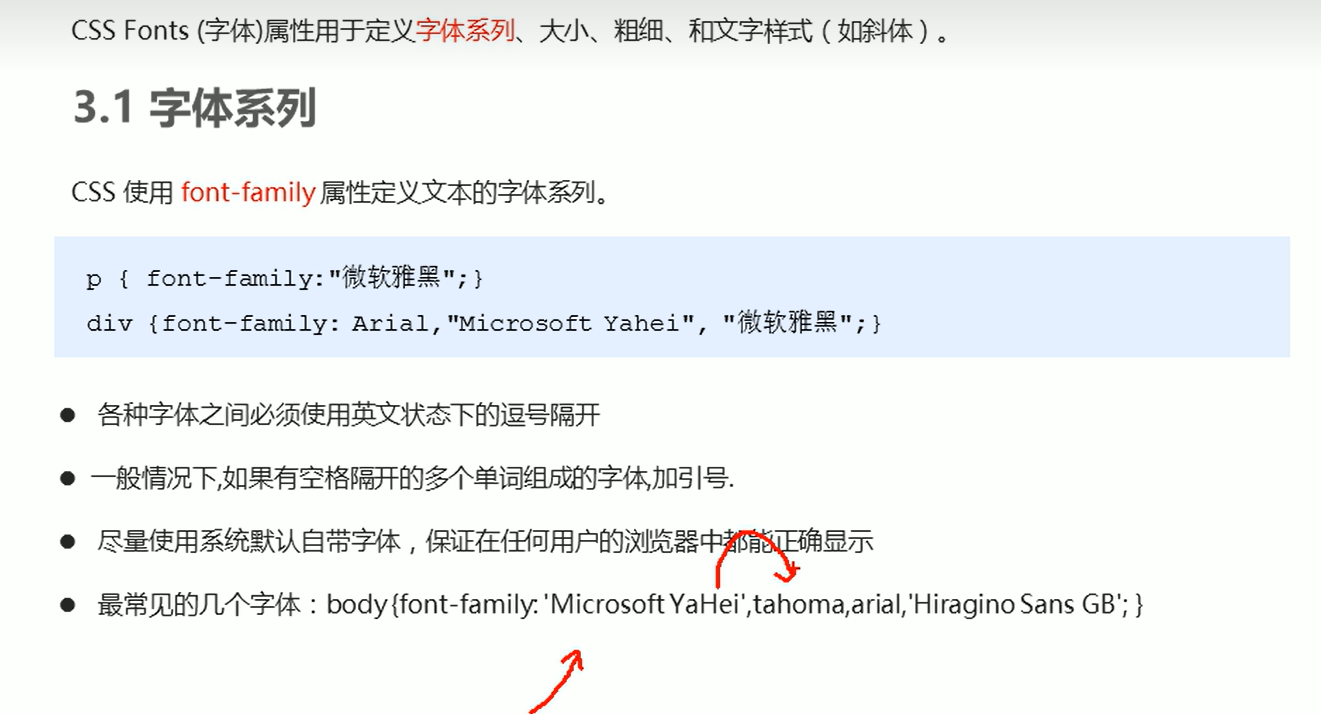 CSS Fonts (字体)属性用于定义字体系列、大小、粗细、和文字样式（如斜体）。
3.1 字体系列
CSS 使用 font-family 属性定义文本的字体系列。
p { font-family:"微软雅黑";}
div {font-family: Arial,"Microsoft Yahei", "微软雅黑";}
● 各种字体之间必须使用英文状态下的逗号隔开
● 一般情况下,如果有空格隔开的多个单词组成的字体,加引号.
● 尽量使用系统默认自带字体，保证在任何用户的浏览器中都能正确显示
● 最常见的几个字体：body{font-family: 'Microsoft YaHei',tahoma,arial,'Hiragino Sans GB'; }